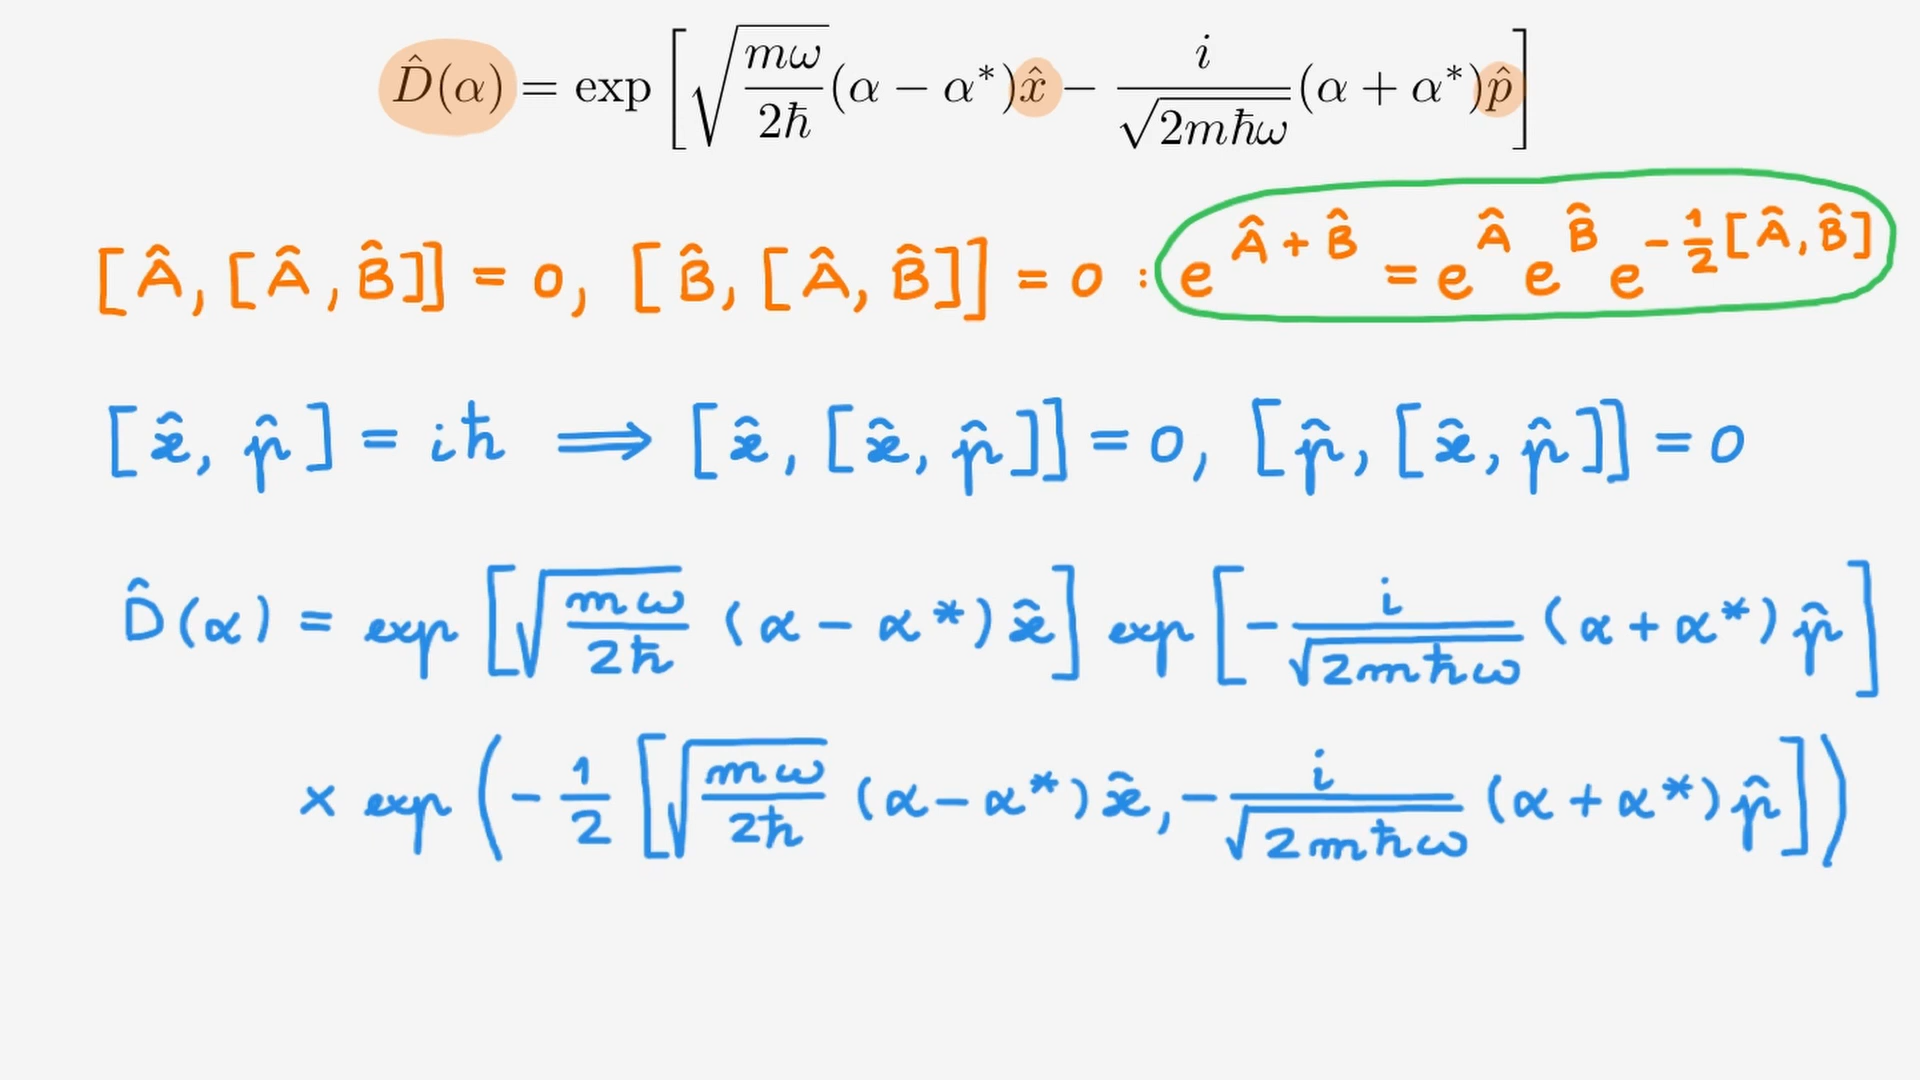 D̂(α) = exp [ √(mω/2ħ) (α − α*)x̂ − i/√(2mħω) (α + α*)p̂ ]
[Â, [Â, B̂]] = 0, [B̂, [Â, B̂]] = 0 : e^(Â + B̂) = e^Â e^B̂ e^(−½[Â, B̂])
[x̂, p̂] = iħ ⟹ [x̂, [x̂, p̂]] = 0, [p̂, [x̂, p̂]] = 0
D̂(α) = exp [ √(mω/2ħ) (α − α*) x̂ ] exp [ − i/√(2mħω) (α + α*) p̂ ]
× exp ( − 1/2 [ √(mω/2ħ) (α − α*) x̂, − i/√(2mħω) (α + α*) p̂ ] )